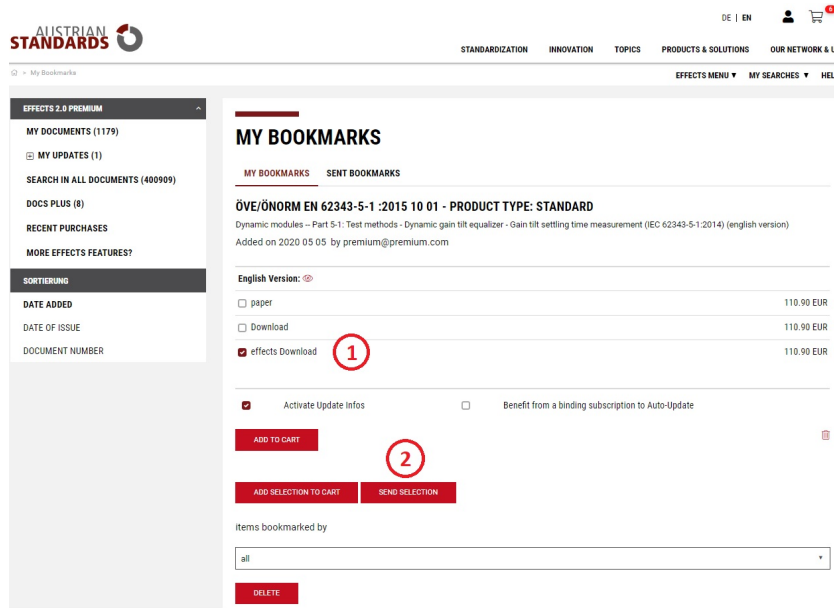 DE | EN
6
AUSTRIAN
STANDARDS
STANDARDIZATION INNOVATION TOPICS PRODUCTS & SOLUTIONS OUR NETWORK & U
> My Bookmarks
EFFECTS MENU ▼ MY SEARCHES ▼ HEL
EFFECTS 2.0 PREMIUM
MY DOCUMENTS (1179)
MY UPDATES (1)
SEARCH IN ALL DOCUMENTS (400909)
DOCS PLUS (8)
RECENT PURCHASES
MORE EFFECTS FEATURES?
SORTIERUNG
DATE ADDED
DATE OF ISSUE
DOCUMENT NUMBER
MY BOOKMARKS
MY BOOKMARKS SENT BOOKMARKS
ÖVE/ÖNORM EN 62343-5-1 :2015 10 01 - PRODUCT TYPE: STANDARD
Dynamic modules -- Part 5-1: Test methods - Dynamic gain tilt equalizer - Gain tilt settling time measurement (IEC 62343-5-1:2014) (english version)
Added on 2020 05 05 by premium@premium.com
English Version:
paper 110.90 EUR
Download 110.90 EUR
effects Download 1 110.90 EUR
Activate Update Infos Benefit from a binding subscription to Auto-Update
ADD TO CART
2
ADD SELECTION TO CART SEND SELECTION
items bookmarked by
all
DELETE